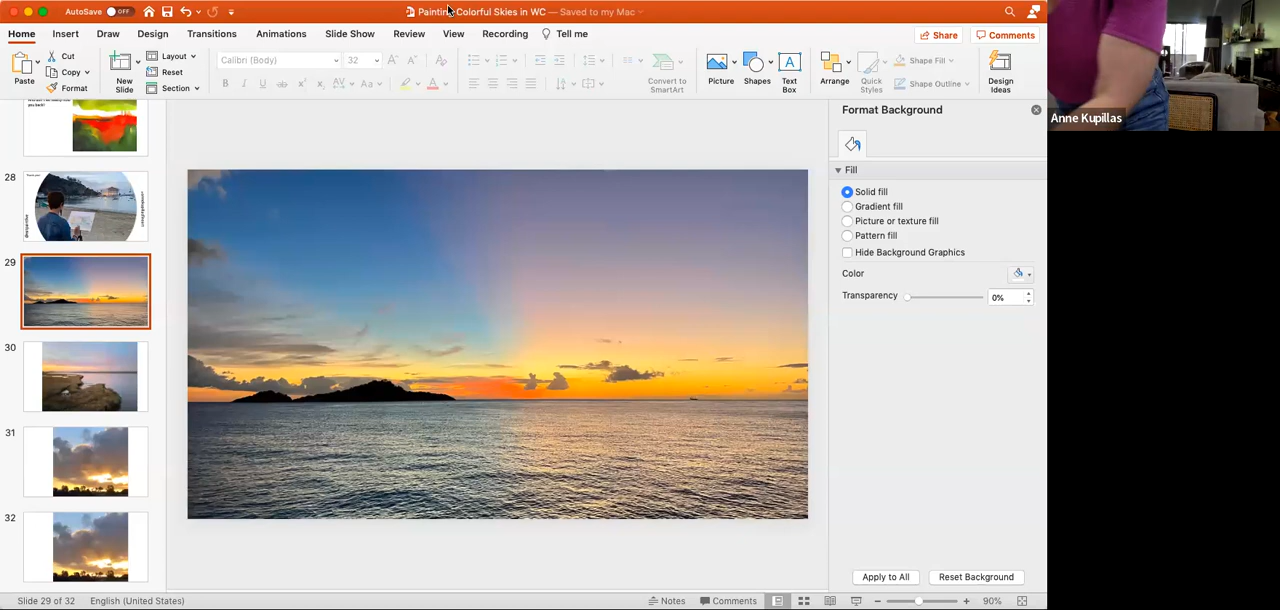 AutoSave OFF Painting Colorful Skies in WC — Saved to my Mac
Home Insert Draw Design Transitions Animations Slide Show Review View Recording Tell me Share Comments
Paste Cut Copy Format New Slide Layout Reset Section Calibri (Body) 32 Convert to SmartArt Picture Shapes Text Box Arrange Quick Styles Shape Fill Shape Outline Design Ideas
Anne Kupillas
Format Background
Fill
Solid fill
Gradient fill
Picture or texture fill
Pattern fill
Hide Background Graphics
Color
Transparency 0%
Apply to All Reset Background
28
29
30
31
32
Slide 29 of 32 English (United States) Notes Comments 90%